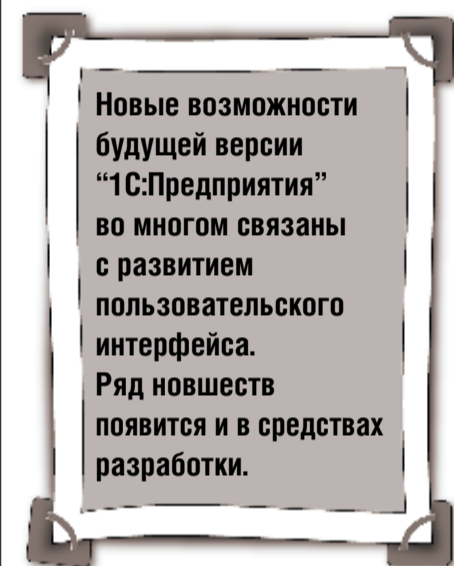 Новые возможности
будущей версии
“1С:Предприятия”
во многом связаны
с развитием
пользовательского
интерфейса.
Ряд новшеств
появится и в средствах
разработки.